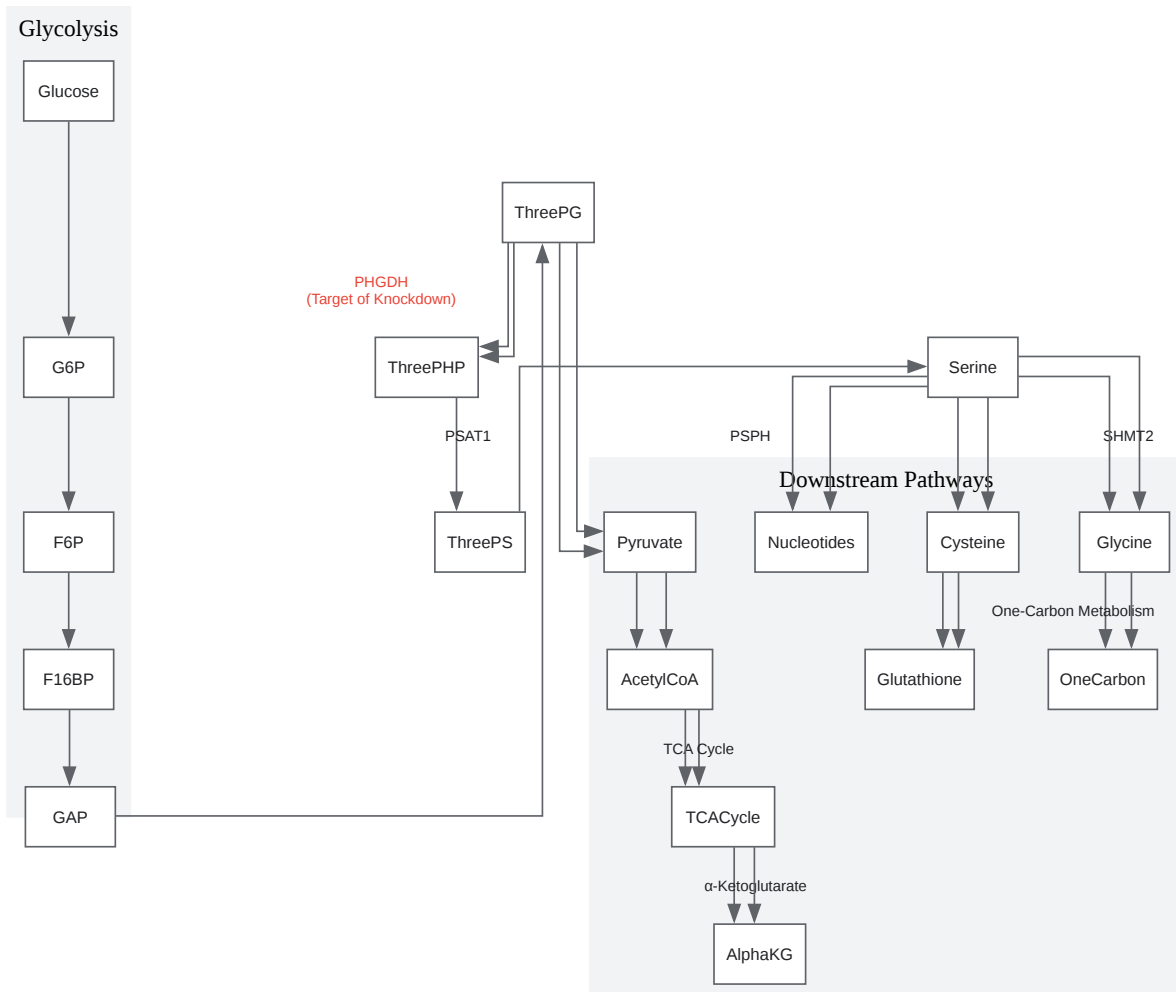 Glycolysis
Glucose
ThreePG
PHGDH
(Target of Knockdown)
G6P
ThreePHP
Serine
PSAT1
PSPH
SHMT2
Downstream Pathways
F6P
ThreePS
Pyruvate
Nucleotides
Cysteine
Glycine
One-Carbon Metabolism
F16BP
AcetylCoA
Glutathione
OneCarbon
TCA Cycle
GAP
TCACycle
α-Ketoglutarate
AlphaKG